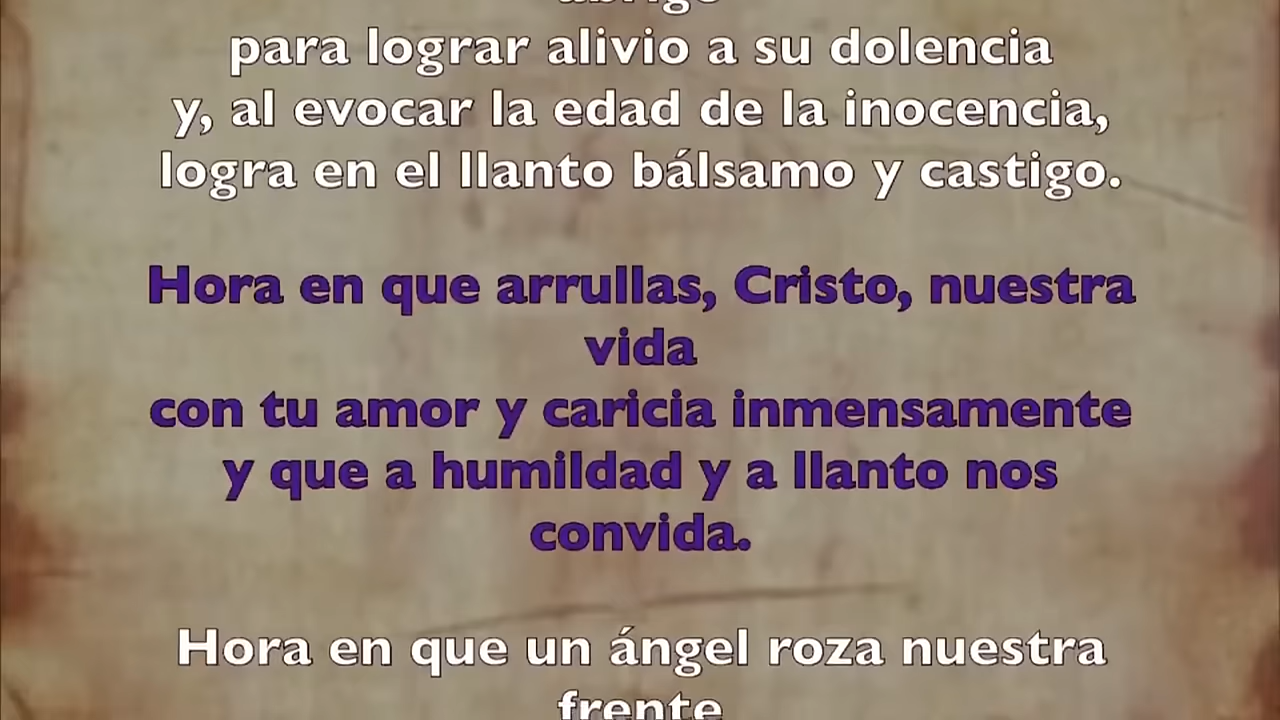 para lograr alivio a su dolencia
y, al evocar la edad de la inocencia,
logra en el llanto bálsamo y castigo.
Hora en que arrullas, Cristo, nuestra
vida
con tu amor y caricia inmensamente
y que a humildad y a llanto nos
convida.
Hora en que un ángel roza nuestra
frente